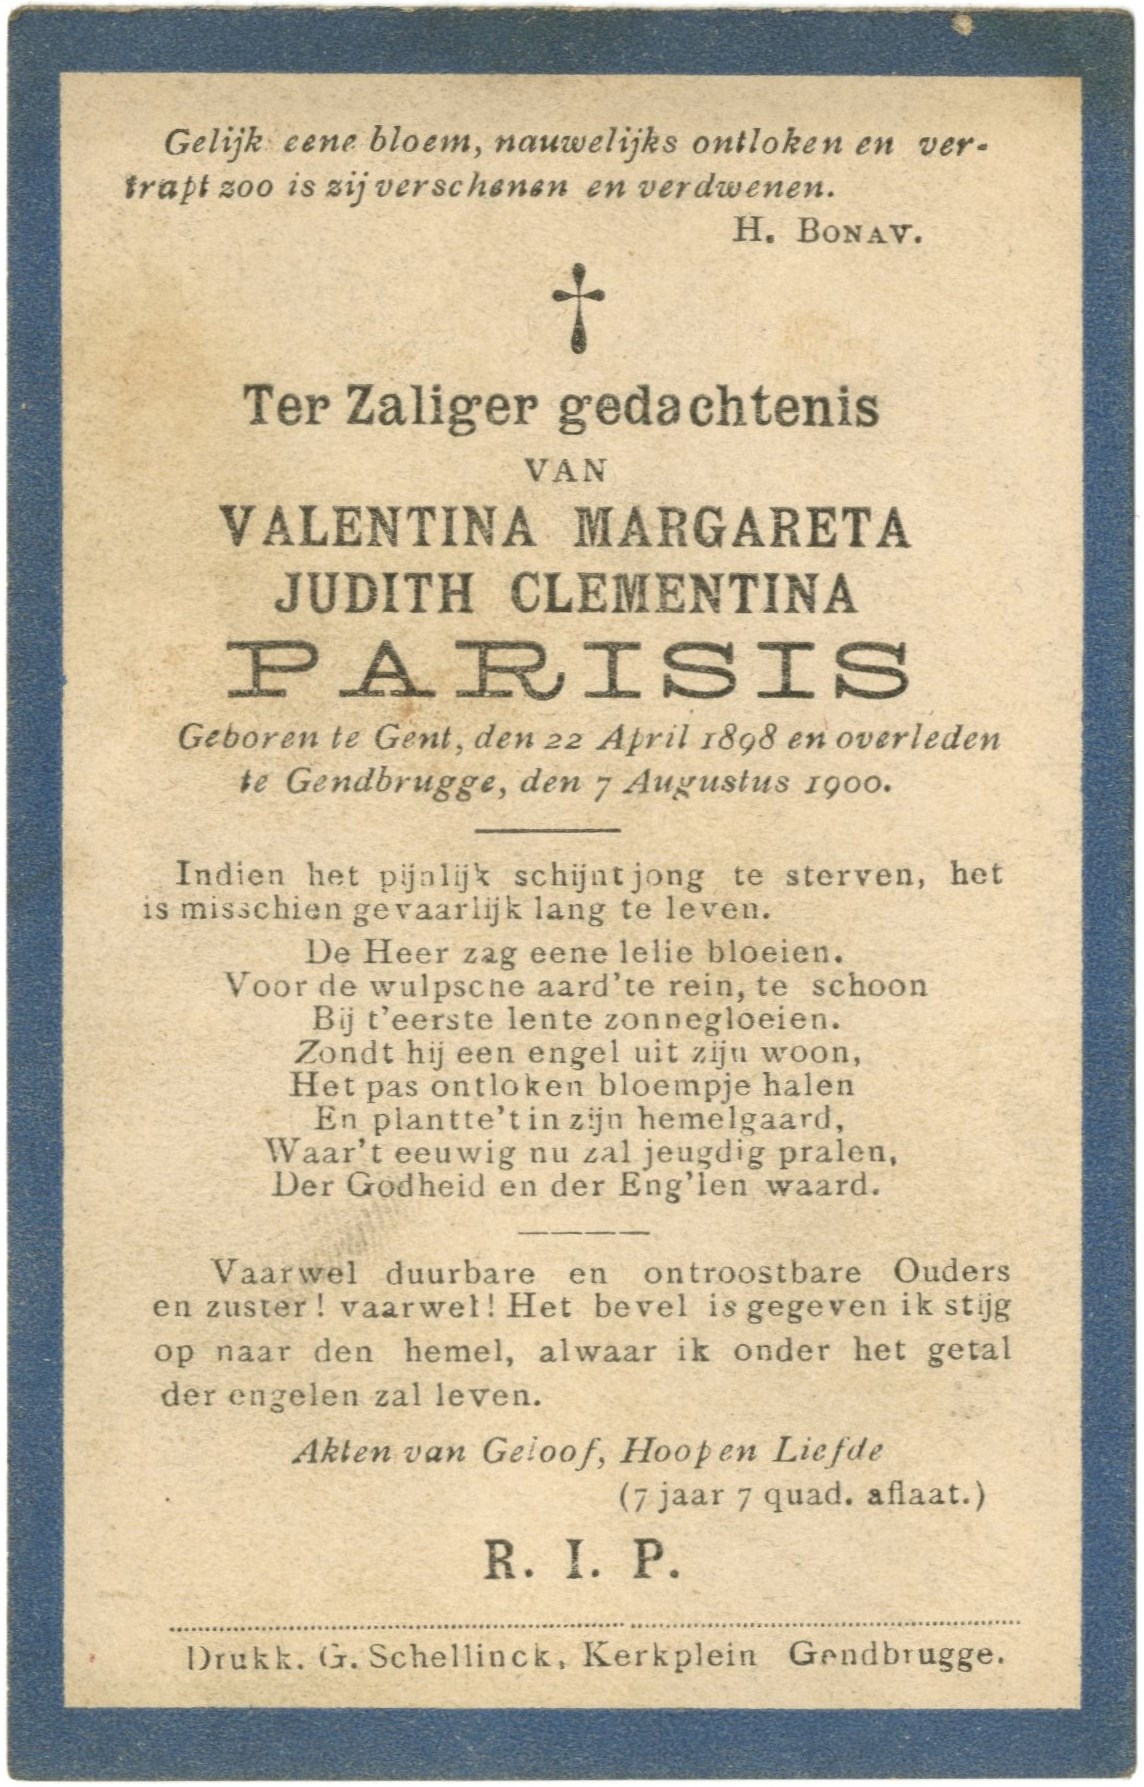 Gelijk eene bloem, nauwelijks ontloken en ver-
trapt zoo is zij verschenen en verdwenen.
H. BONAV.
Ter Zaliger gedachtenis
VAN
VALENTINA MARGARETA
JUDITH CLEMENTINA
PARISIS
Geboren te Gent, den 22 April 1898 en overleden
te Gendbrugge, den 7 Augustus 1900.
Indien het pijnlijk schijnt jong te sterven, het
is misschien gevaarlijk lang te leven.
De Heer zag eene lelie bloeien.
Voor de wulpsche aard'te rein, te schoon
Bij t'eerste lente zonnegloeien.
Zondt hij een engel uit zijn woon,
Het pas ontloken bloempje halen
En plantte't in zijn hemelgaard,
Waar't eeuwig nu zal jeugdig pralen,
Der Godheid en der Eng'len waard.
Vaarwel duurbare en ontroostbare Ouders
en zuster! vaarwel! Het bevel is gegeven ik stijg
op naar den hemel, alwaar ik onder het getal
der engelen zal leven.
Akten van Geloof, Hoop en Liefde
(7 jaar 7 quad. aflaat.)
R. I. P.
Drukk. G. Schellinck, Kerkplein Gendbrugge.